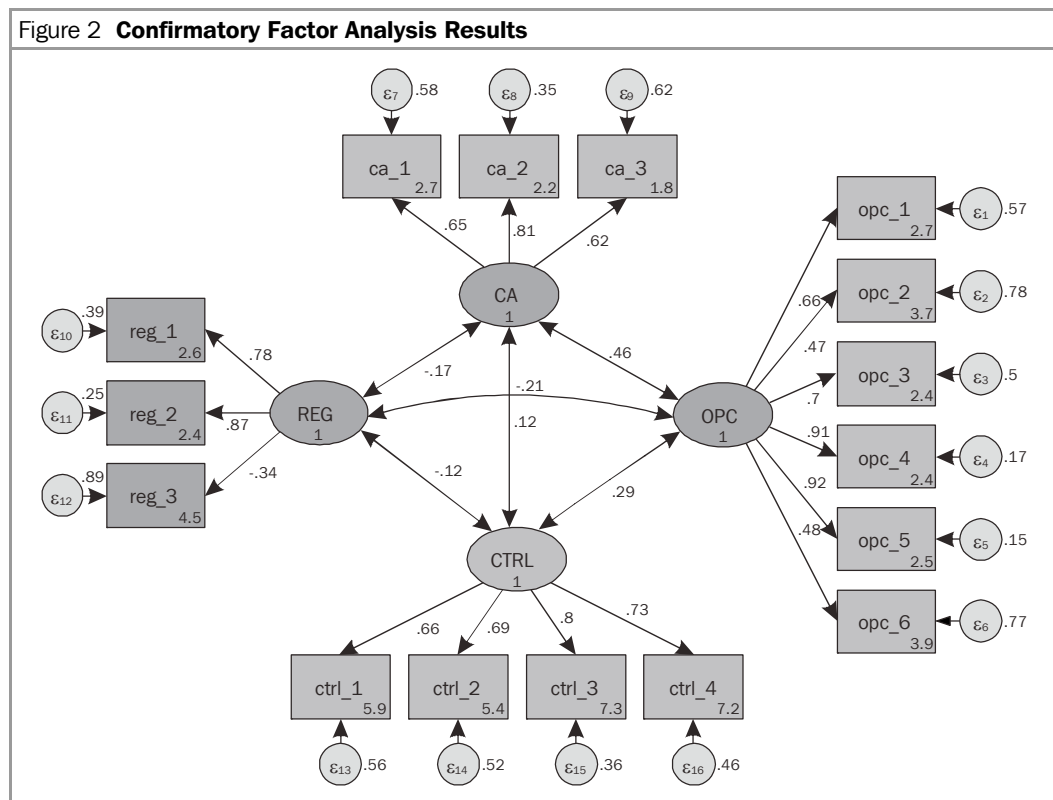 Figure 2 Confirmatory Factor Analysis Results
ε7 .58 ε8 .35 ε9 .62
ca_1 2.7 ca_2 2.2 ca_3 1.8
.65 .81 .62
CA 1
opc_1 2.7 ε1 .57
opc_2 3.7 ε2 .78
opc_3 2.4 ε3 .5
opc_4 2.4 ε4 .17
opc_5 2.5 ε5 .15
opc_6 3.9 ε6 .77
.66
.47
.7
.91
.92
.48
OPC 1
ε10 .39 reg_1 2.6
ε11 .25 reg_2 2.4
ε12 .89 reg_3 4.5
.78
.87
-.34
REG 1
-.17 .46
-.21
.12
-.12 .29
CTRL 1
.66 .69 .8 .73
ctrl_1 5.9 ctrl_2 5.4 ctrl_3 7.3 ctrl_4 7.2
ε13 .56 ε14 .52 ε15 .36 ε16 .46